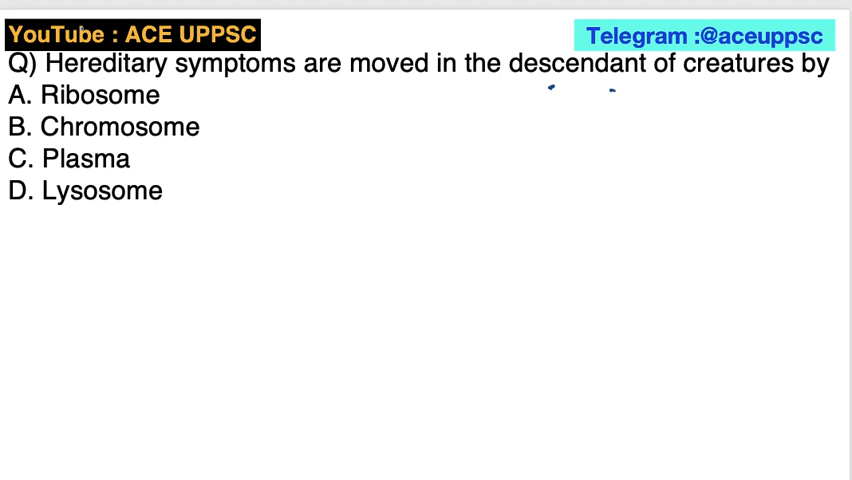 YouTube : ACE UPPSC
Telegram :@aceuppsc
Q) Hereditary symptoms are moved in the descendant of creatures by
A. Ribosome
B. Chromosome
C. Plasma
D. Lysosome